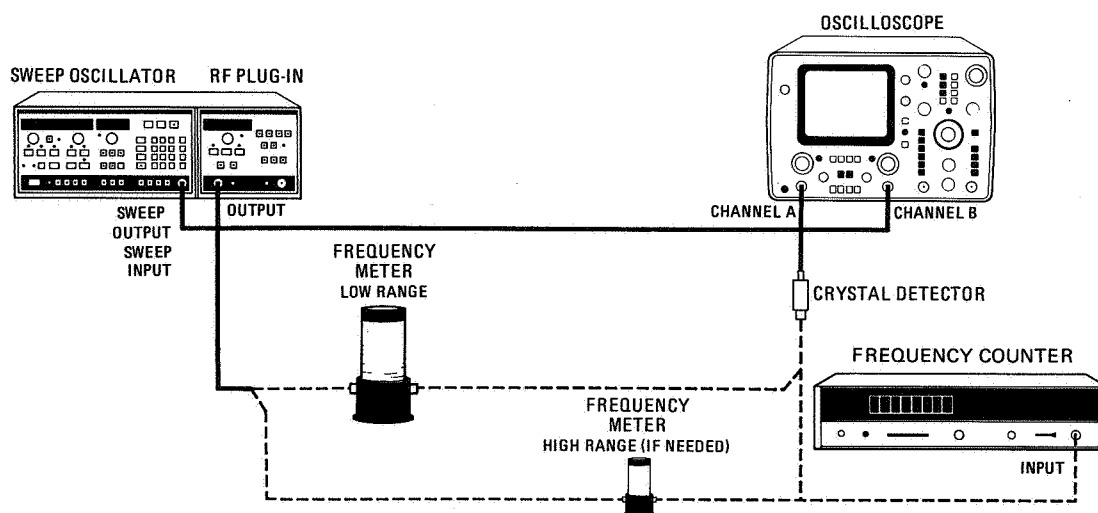 OSCILLOSCOPE
SWEEP OSCILLATOR
RF PLUG-IN
SWEEP
OUTPUT
SWEEP
INPUT
OUTPUT
CHANNEL A
CHANNEL B
FREQUENCY
METER
LOW RANGE
CRYSTAL DETECTOR
FREQUENCY COUNTER
FREQUENCY
METER
HIGH RANGE (IF NEEDED)
INPUT